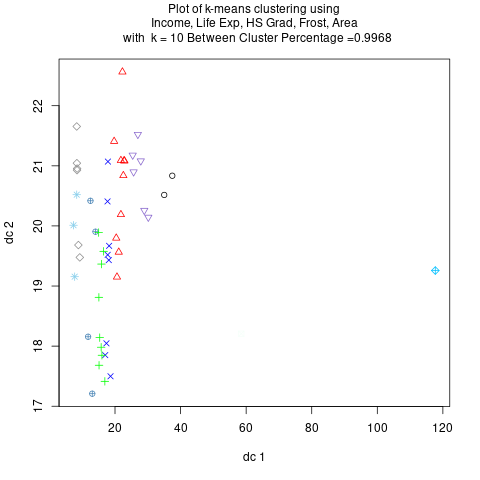 Plot of k-means clustering using
Income, Life Exp, HS Grad, Frost, Area
with k = 10 Between Cluster Percentage =0.9968
22
21
20
19
18
17
dc 2
20
40
60
80
100
120
dc 1